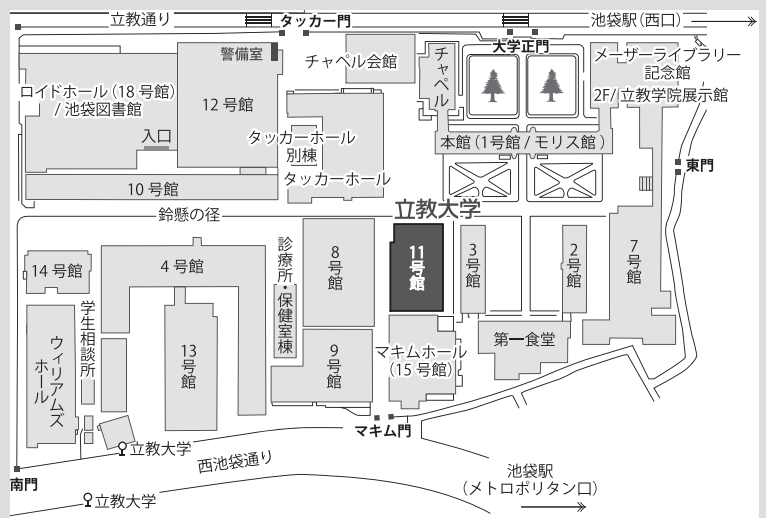 立教通り
タッカー門
池袋駅(西口)
大学正門
警備室
チャペル会館
チャペル
メーザーライブラリー
記念館
2F/ 立教学院展示館
ロイドホール (18 号館)
/ 池袋図書館
12 号館
入口
タッカーホール
別棟
タッカーホール
本館 (1号館 / モリス館 )
東門
10 号館
鈴懸の径
立教大学
14 号館
4 号館
診療所・保健室棟
8号館
11号館
3号館
2号館
7号館
学生相談所
ウィリアムズ
ホール
13号館
9号館
マキムホール
(15 号館)
第一食堂
マキム門
立教大学
西池袋通り
南門
立教大学
池袋駅
(メトロポリタン口)